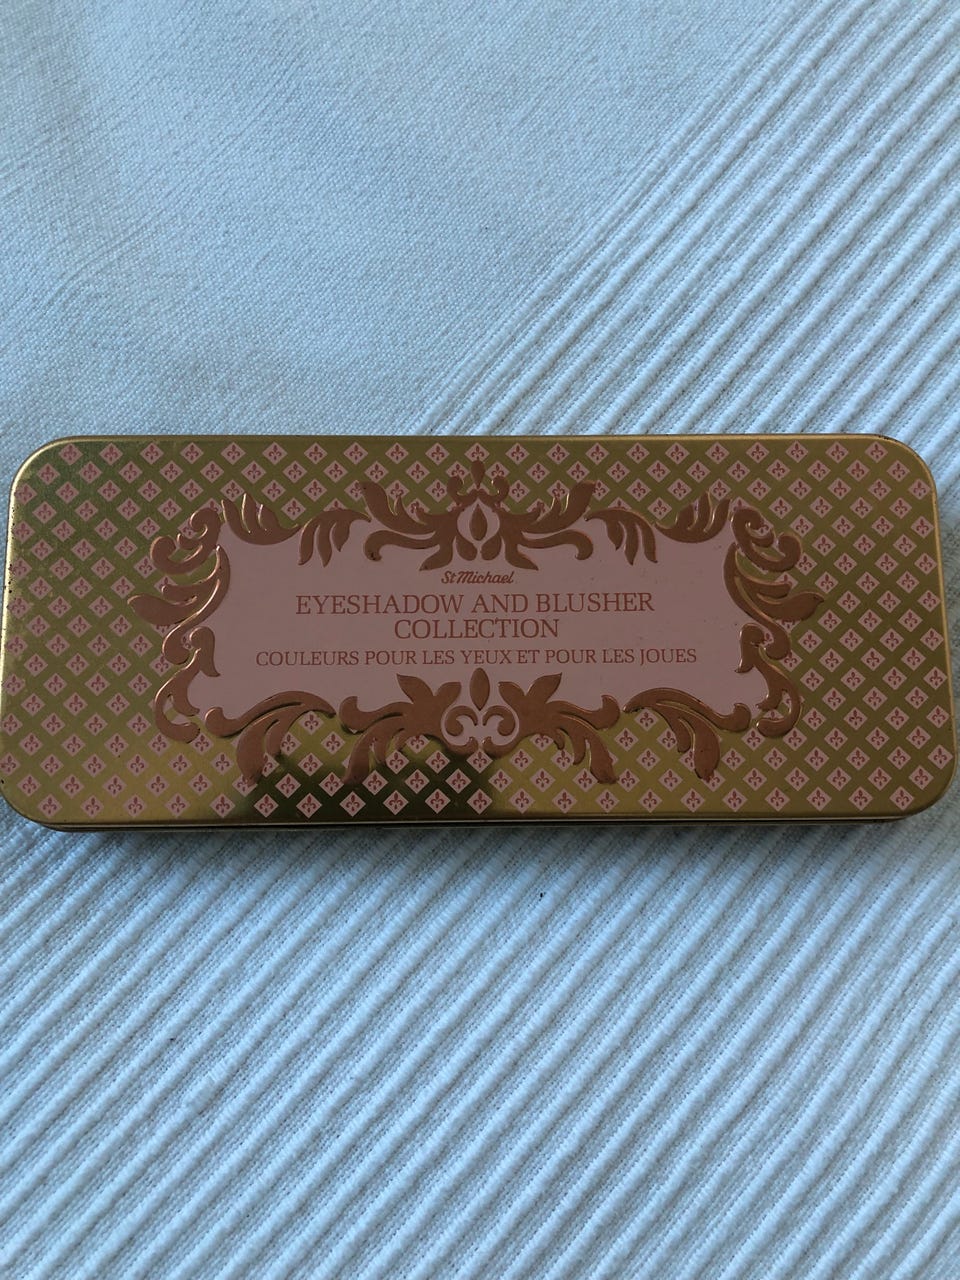 St Michael
EYESHADOW AND BLUSHER
COLLECTION
COULEURS POUR LES YEUX ET POUR LES JOUES